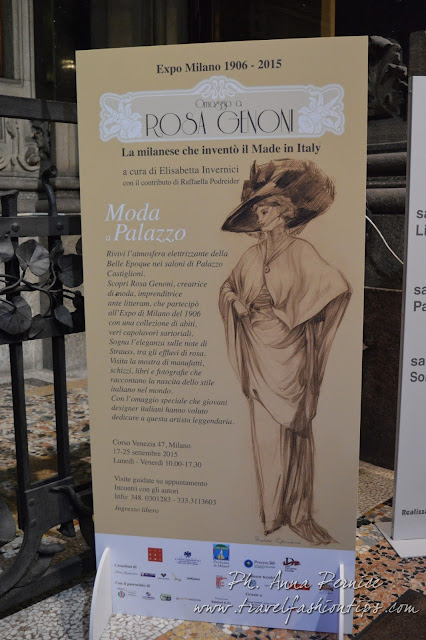 Expo Milano 1906 - 2015
Omaggio a
ROSA GENONI
La milanese che inventò il Made in Italy
a cura di Elisabetta Invernici
con il contributo di Raffaella Podreider
Moda
a Palazzo
Rivivi l'atmosfera elettrizzante della
Belle Epoque nei saloni di Palazzo
Castiglioni.
Scopri Rosa Genoni, creatrice
di moda, imprenditrice
ante litteram, che partecipò
all'Expo di Milano del 1906
con una collezione di abiti,
veri capolavori sartoriali.
Sogna l'eleganza sulle note di
Strauss, tra gli effluvi di rosa.
Visita la mostra di manufatti,
schizzi, libri e fotografie che
raccontano la nascita dello stile
italiano nel mondo.
Con l'omaggio speciale che giovani
designer italiani hanno voluto
dedicare a questa artista leggendaria.
Corso Venezia 47, Milano
17-25 settembre 2015
Lunedì - Venerdì 10.00-17.30
Visite guidate su appuntamento
Incontri con gli autori
Info: 348. 0301283 - 333.3113603
Ingresso libero
sa
Li
sa
Pa
sa
So
Realizza
Ph. Anna Pernice
www.travelfashiontips.com